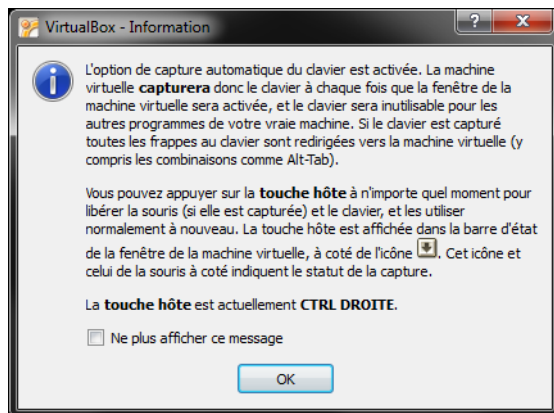 VirtualBox - Information
L'option de capture automatique du clavier est activée. La machine
virtuelle capturera donc le clavier à chaque fois que la fenêtre de la
machine virtuelle sera activée, et le clavier sera inutilisable pour les
autres programmes de votre vraie machine. Si le clavier est capturé
toutes les frappes au clavier sont redirigées vers la machine virtuelle (y
compris les combinaisons comme Alt-Tab).
Vous pouvez appuyer sur la touche hôte à n'importe quel moment pour
libérer la souris (si elle est capturée) et le clavier, et les utiliser
normalement à nouveau. La touche hôte est affichée dans la barre d'état
de la fenêtre de la machine virtuelle, à coté de l'icône . Cet icône et
celui de la souris à coté indiquent le statut de la capture.
La touche hôte est actuellement CTRL DROITE.
Ne plus afficher ce message
OK